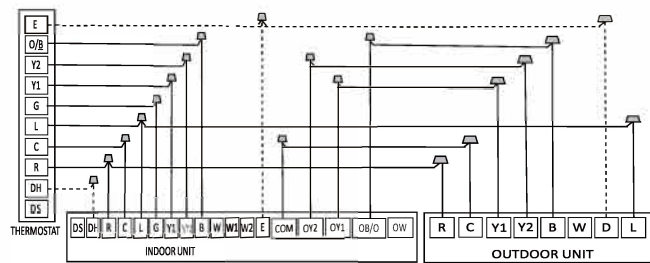 E
O/B
Y2
Y1
G
L
C
R
DH
DS
THERMOSTAT
DS DH R C L G Y1 B W W1 W2 E COM OY2 OY1 OB/O OW
INDOOR UNIT
R C Y1 Y2 B W D L
OUTDOOR UNIT